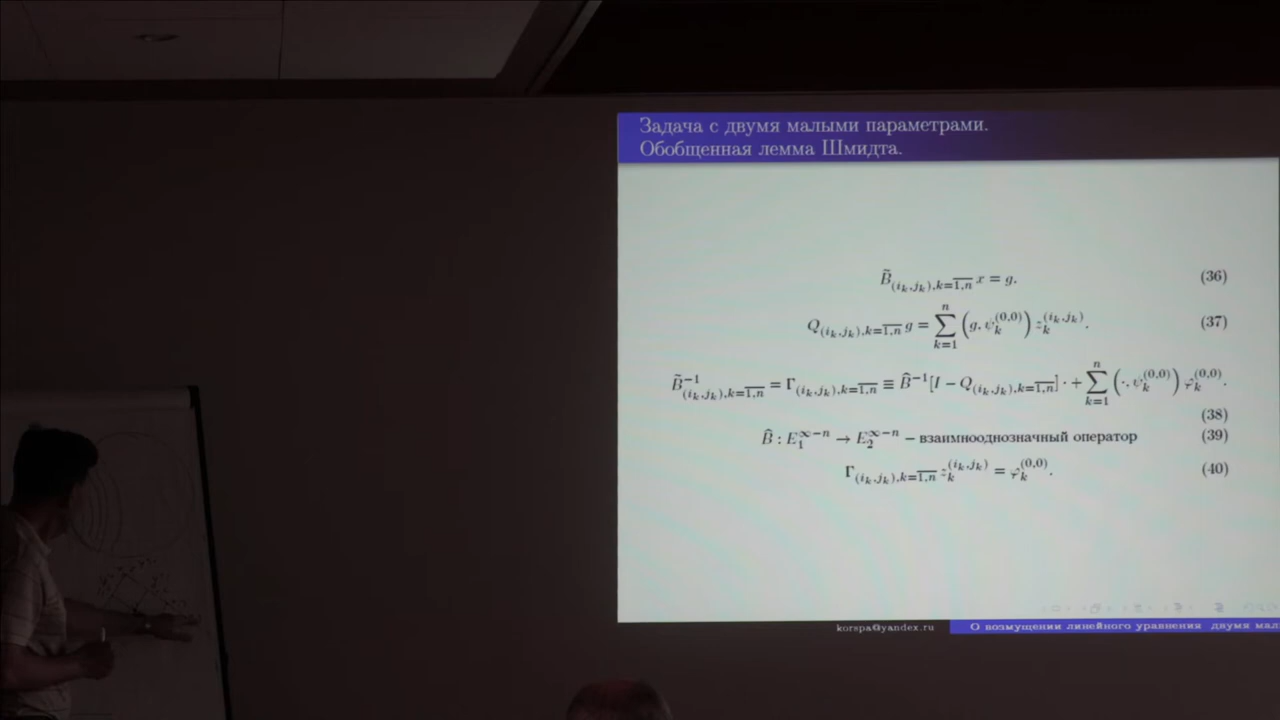 Задача с двумя малыми параметрами.
Обобщенная лемма Шмидта.
B̃_{(i_k,j_k),k=\overline{1,n}} x = g. (36)
Q_{(i_k,j_k),k=\overline{1,n}} g = \sum_{k=1}^{n} (g, ψ_k^{(0,0)}) z_k^{(i_k,j_k)}. (37)
B̃^{-1}_{(i_k,j_k),k=\overline{1,n}} = Γ_{(i_k,j_k),k=\overline{1,n}} ≡ B̂^{-1}[I − Q_{(i_k,j_k),k=\overline{1,n}}] · + \sum_{k=1}^{n} (·, ψ_k^{(0,0)}) φ_k^{(0,0)}.
(38)
B̂ : E_1^{∞−n} → E_2^{∞−n} – взаимнооднозначный оператор (39)
Γ_{(i_k,j_k),k=\overline{1,n}} z_k^{(i_k,j_k)} = φ_k^{(0,0)}. (40)
korspa@yandex.ru
О возмущении линейного уравнения двумя мал